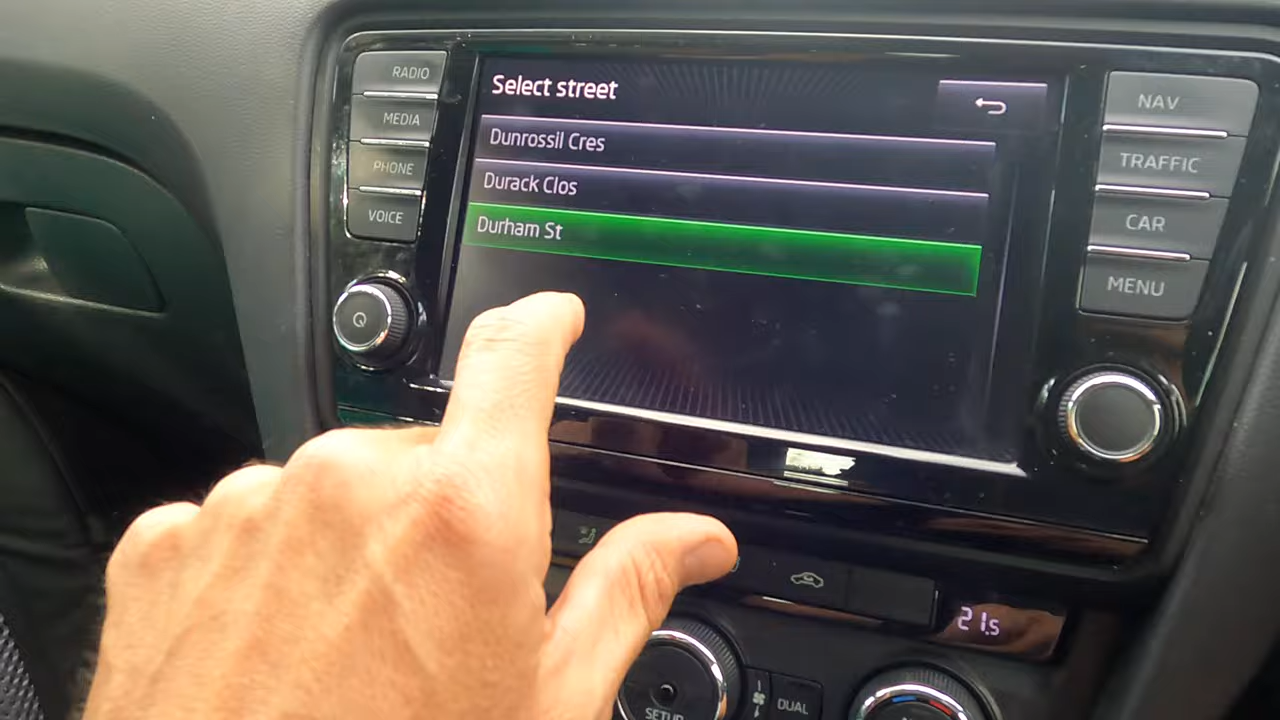 RADIO
MEDIA
PHONE
VOICE
Select street
Dunrossil Cres
Durack Clos
Durham St
NAV
TRAFFIC
CAR
MENU
21.5
SETUP
DUAL